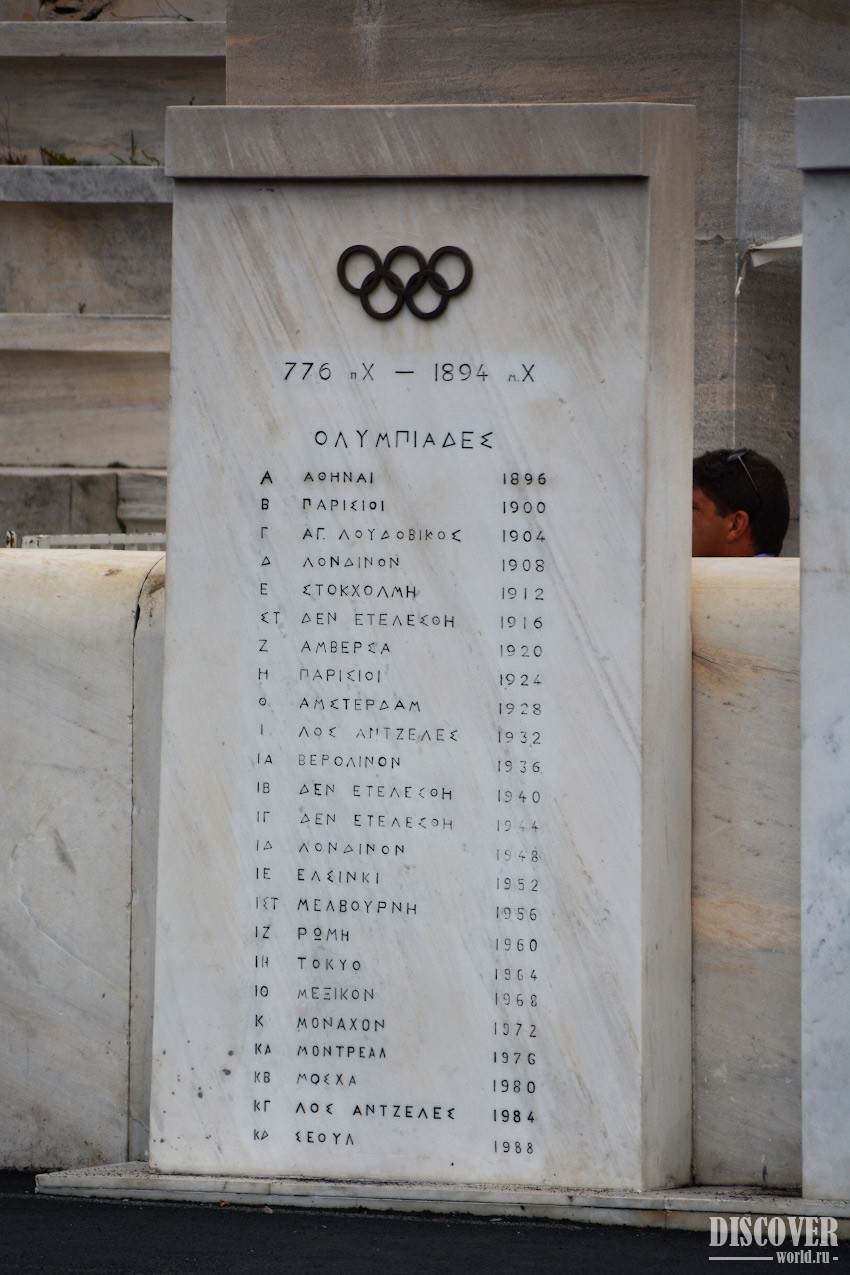 776 πΧ — 1894 μ.Χ
ΟΛΥΜΠΙΑΔΕΣ
Α ΑΘΗΝΑΙ 1896
Β ΠΑΡΙΣΙΟΙ 1900
Γ ΑΓ. ΛΟΥΔΟΒΙΚΟΣ 1904
Δ ΛΟΝΔΙΝΟΝ 1908
Ε ΣΤΟΚΧΟΛΜΗ 1912
ΣΤ ΔΕΝ ΕΤΕΛΕΣΘΗ 1916
Ζ ΑΜΒΕΡΣΑ 1920
Η ΠΑΡΙΣΙΟΙ 1924
Θ ΑΜΣΤΕΡΔΑΜ 1928
Ι ΛΟΣ ΑΝΤΖΕΛΕΣ 1932
ΙΑ ΒΕΡΟΛΙΝΟΝ 1936
ΙΒ ΔΕΝ ΕΤΕΛΕΣΘΗ 1940
ΙΓ ΔΕΝ ΕΤΕΛΕΣΘΗ 1944
ΙΔ ΛΟΝΔΙΝΟΝ 1948
ΙΕ ΕΛΣΙΝΚΙ 1952
ΙΣΤ ΜΕΛΒΟΥΡΝΗ 1956
ΙΖ ΡΩΜΗ 1960
ΙΗ ΤΟΚΥΟ 1964
ΙΘ ΜΕΞΙΚΟΝ 1968
Κ ΜΟΝΑΧΟΝ 1972
ΚΑ ΜΟΝΤΡΕΑΛ 1976
ΚΒ ΜΟΣΧΑ 1980
ΚΓ ΛΟΣ ΑΝΤΖΕΛΕΣ 1984
ΚΔ ΣΕΟΥΛ 1988
DISCOVER
world.ru